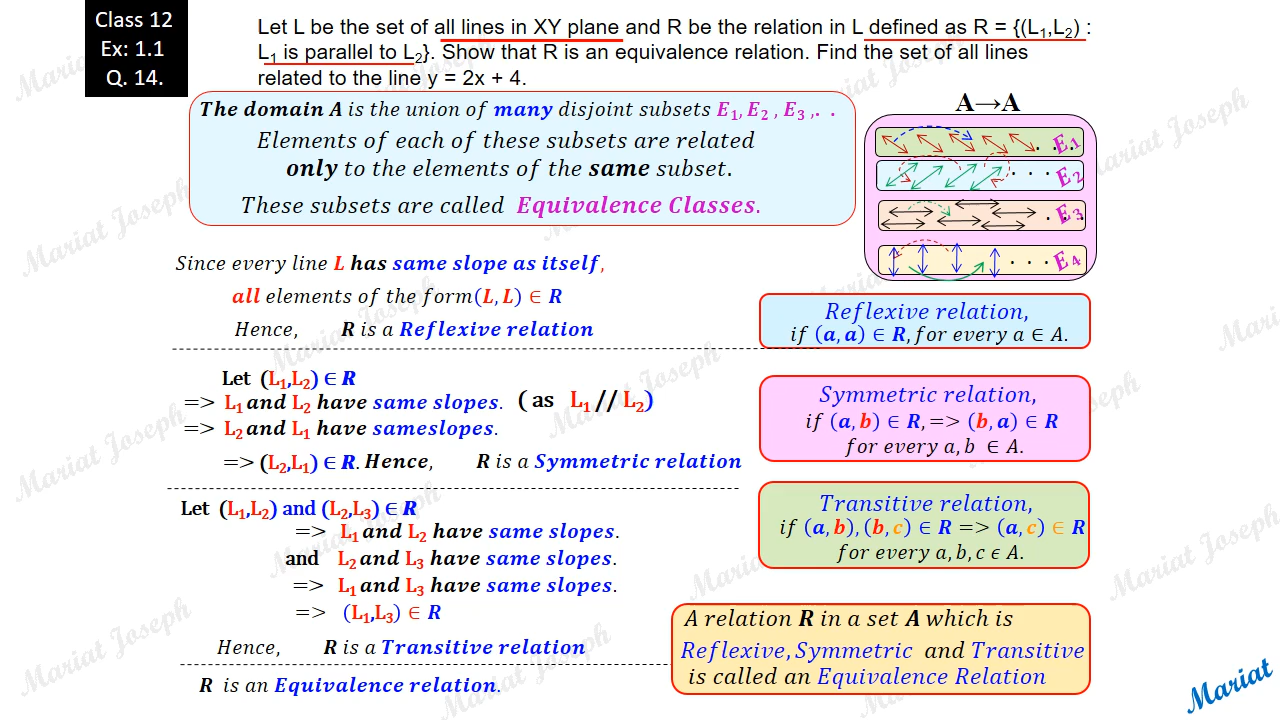 Class 12
Ex: 1.1
Q. 14.
Let L be the set of all lines in XY plane and R be the relation in L defined as R = {(L₁,L₂) :
L₁ is parallel to L₂}. Show that R is an equivalence relation. Find the set of all lines
related to the line y = 2x + 4.
The domain A is the union of many disjoint subsets E₁, E₂ , E₃ ,. .
Elements of each of these subsets are related
only to the elements of the same subset.
These subsets are called Equivalence Classes.
A→A
. . . E₁
. . . E₂
. . . E₃
. . . E₄
Since every line L has same slope as itself,
all elements of the form(L, L) ∈ R
Hence, R is a Reflexive relation
Reflexive relation,
if (a, a) ∈ R, for every a ∈ A.
Let (L₁,L₂) ∈ R
=> L₁ and L₂ have same slopes. ( as L₁ // L₂)
=> L₂ and L₁ have sameslopes.
=> (L₂,L₁) ∈ R. Hence, R is a Symmetric relation
Symmetric relation,
if (a, b) ∈ R, => (b, a) ∈ R
for every a, b ∈ A.
Let (L₁,L₂) and (L₂,L₃) ∈ R
=> L₁ and L₂ have same slopes.
and L₂ and L₃ have same slopes.
=> L₁ and L₃ have same slopes.
=> (L₁,L₃) ∈ R
Hence, R is a Transitive relation
Transitive relation,
if (a, b), (b, c) ∈ R => (a, c) ∈ R
for every a, b, c ϵ A.
R is an Equivalence relation.
A relation R in a set A which is
Reflexive, Symmetric and Transitive
is called an Equivalence Relation
Mariat
Mariat Joseph